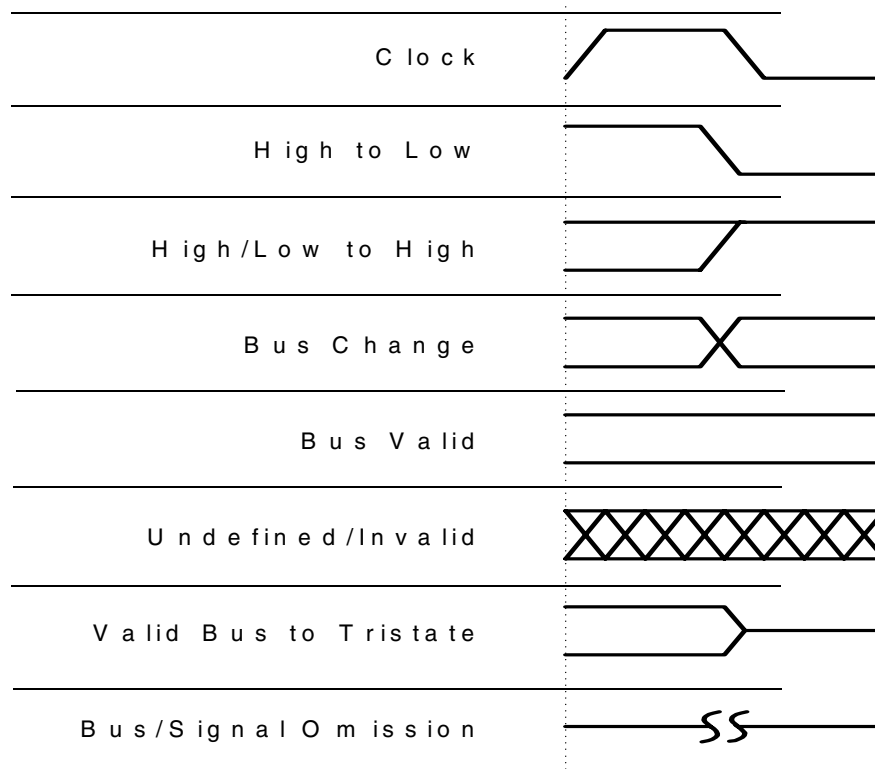 Clock
High to Low
High/Low to High
Bus Change
Bus Valid
Undefined/Invalid
Valid Bus to Tristate
Bus/Signal Omission